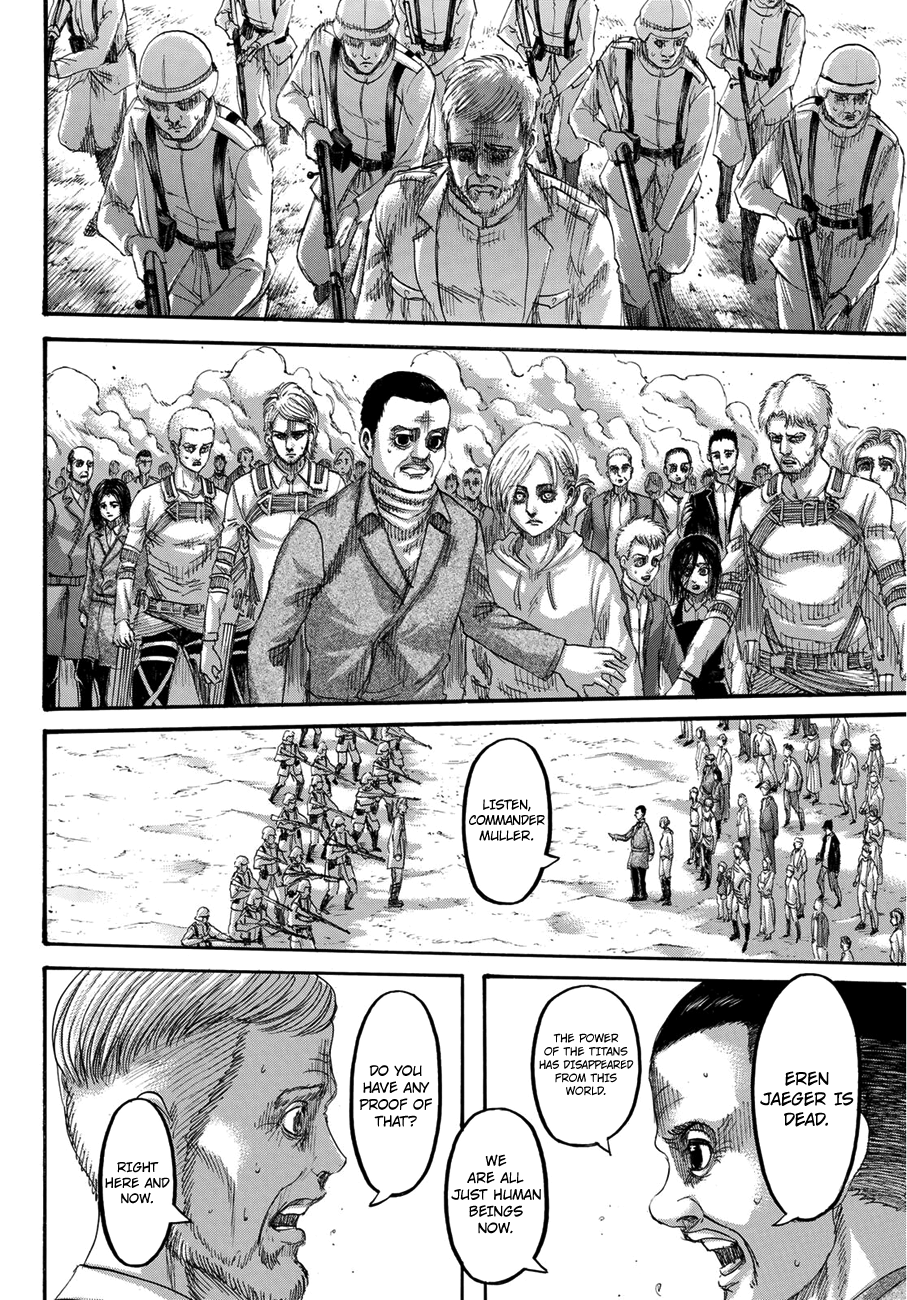 LISTEN,
COMMANDER
MULLER.
EREN
JAEGER IS
DEAD.
THE POWER
OF THE TITANS
HAS DISAPPEARED
FROM THIS
WORLD.
WE
ARE ALL
JUST HUMAN
BEINGS
NOW.
DO YOU
HAVE ANY
PROOF OF
THAT?
RIGHT
HERE AND
NOW.